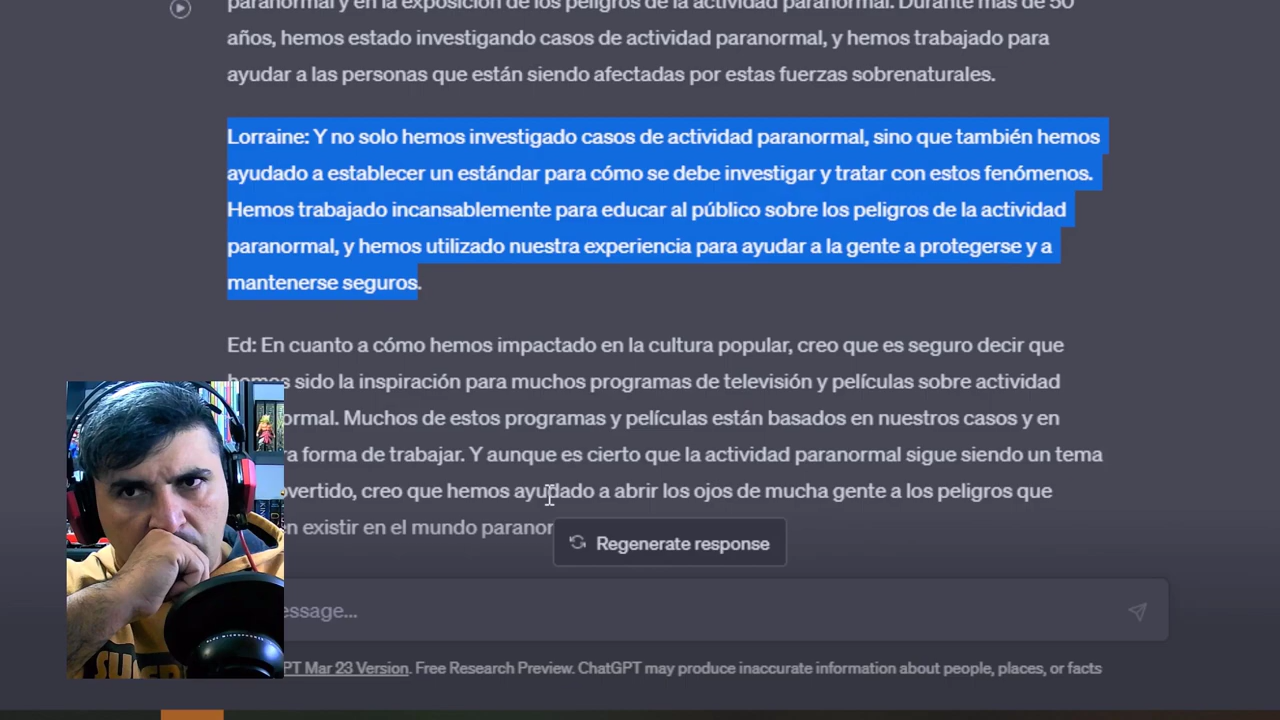 paranormal y en la exposición de los peligros de la actividad paranormal. Durante más de 50
años, hemos estado investigando casos de actividad paranormal, y hemos trabajado para
ayudar a las personas que están siendo afectadas por estas fuerzas sobrenaturales.
Lorraine: Y no solo hemos investigado casos de actividad paranormal, sino que también hemos
ayudado a establecer un estándar para cómo se debe investigar y tratar con estos fenómenos.
Hemos trabajado incansablemente para educar al público sobre los peligros de la actividad
paranormal, y hemos utilizado nuestra experiencia para ayudar a la gente a protegerse y a
mantenerse seguros.
Ed: En cuanto a cómo hemos impactado en la cultura popular, creo que es seguro decir que
sido la inspiración para muchos programas de televisión y películas sobre actividad
ormal. Muchos de estos programas y películas están basados en nuestros casos y en
a forma de trabajar. Y aunque es cierto que la actividad paranormal sigue siendo un tema
overtido, creo que hemos ayudado a abrir los ojos de mucha gente a los peligros que
n existir en el mundo paranor
Regenerate response
essage...
PT Mar 23 Version. Free Research Preview. ChatGPT may produce inaccurate information about people, places, or facts